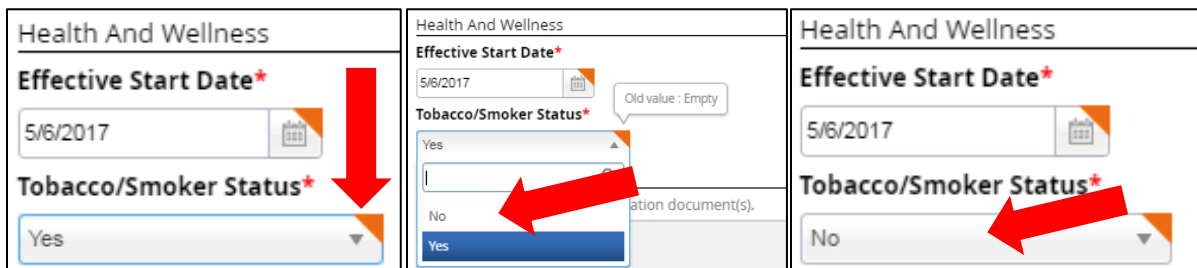 Health And Wellness
Effective Start Date*
5/6/2017
Tobacco/Smoker Status*
Yes
Health And Wellness
Effective Start Date*
5/6/2017
Old value : Empty
Tobacco/Smoker Status*
Yes
No
ation document(s).
Yes
Health And Wellness
Effective Start Date*
5/6/2017
Tobacco/Smoker Status*
No